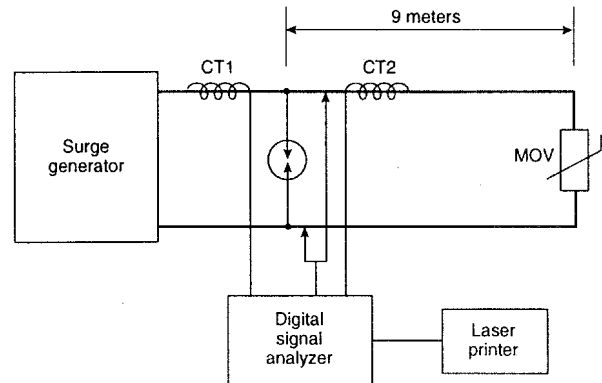 9 meters
CT1
CT2
Surge
generator
MOV
Digital
signal
analyzer
Laser
printer